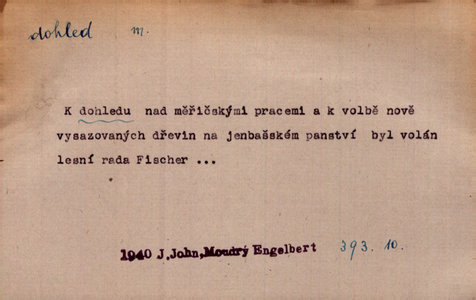 dohled m.
K dohledu nad měřičskými pracemi a k volbě nově
vysazovaných dřevin na jenbašském panství byl volán
lesní rada Fischer ...
1940 J.John,Moudrý Engelbert 393.10.